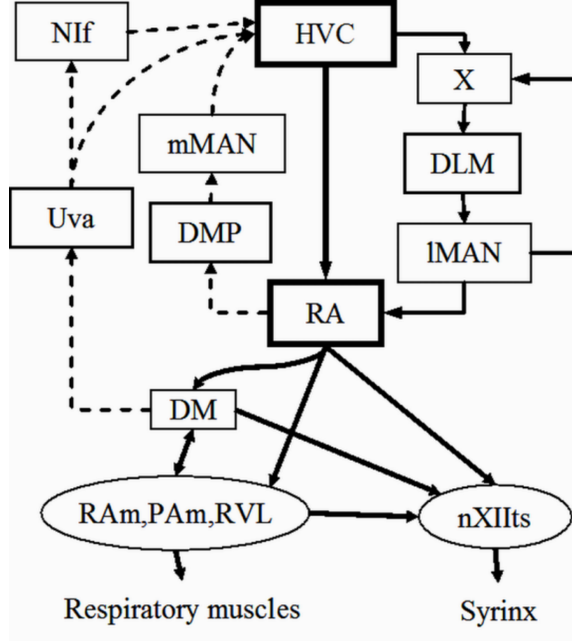 NIf
HVC
X
mMAN
DLM
Uva
DMP
lMAN
RA
DM
RAm,PAm,RVL
nXIIts
Respiratory muscles
Syrinx